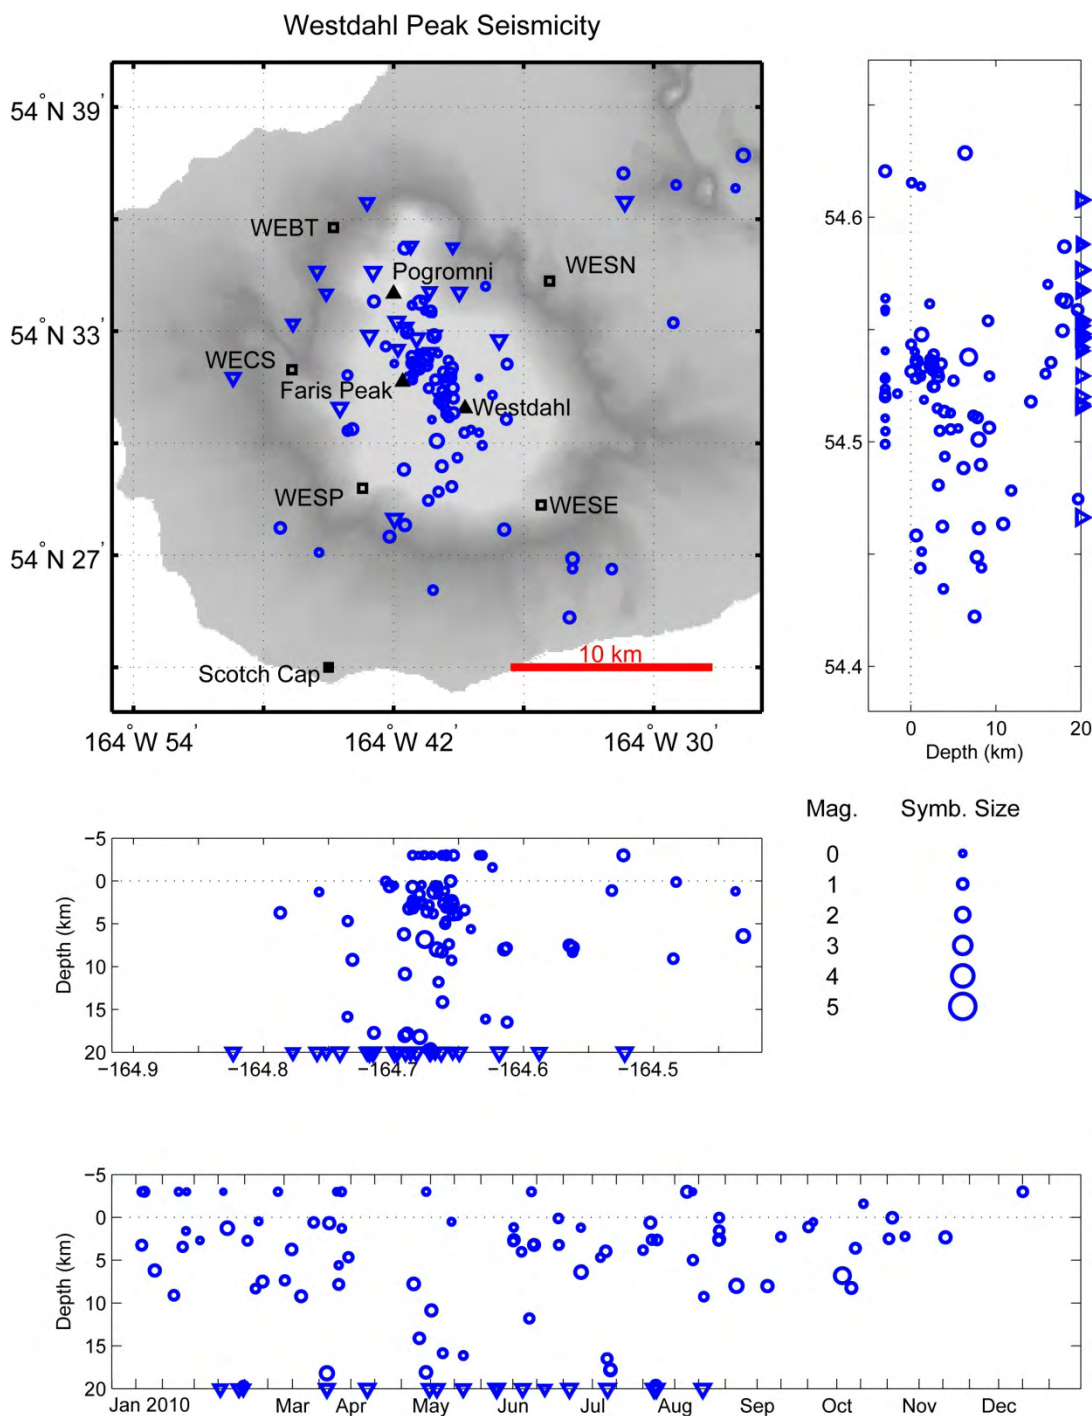 Westdahl Peak Seismicity
54°N 39'
54°N 33'
54°N 27'
WEBT
WESN
Pogromni
WECS
Faris Peak
Westdahl
WESP
WESE
Scotch Cap
10 km
164°W 54'
164°W 42'
164°W 30'
54.6
54.5
54.4
0 10 20
Depth (km)
Mag. Symb. Size
0
1
2
3
4
5
−5
0
5
10
15
20
Depth (km)
−164.9 −164.8 −164.7 −164.6 −164.5
−5
0
5
10
15
20
Depth (km)
Jan 2010 Mar Apr May Jun Jul Aug Sep Oct Nov Dec